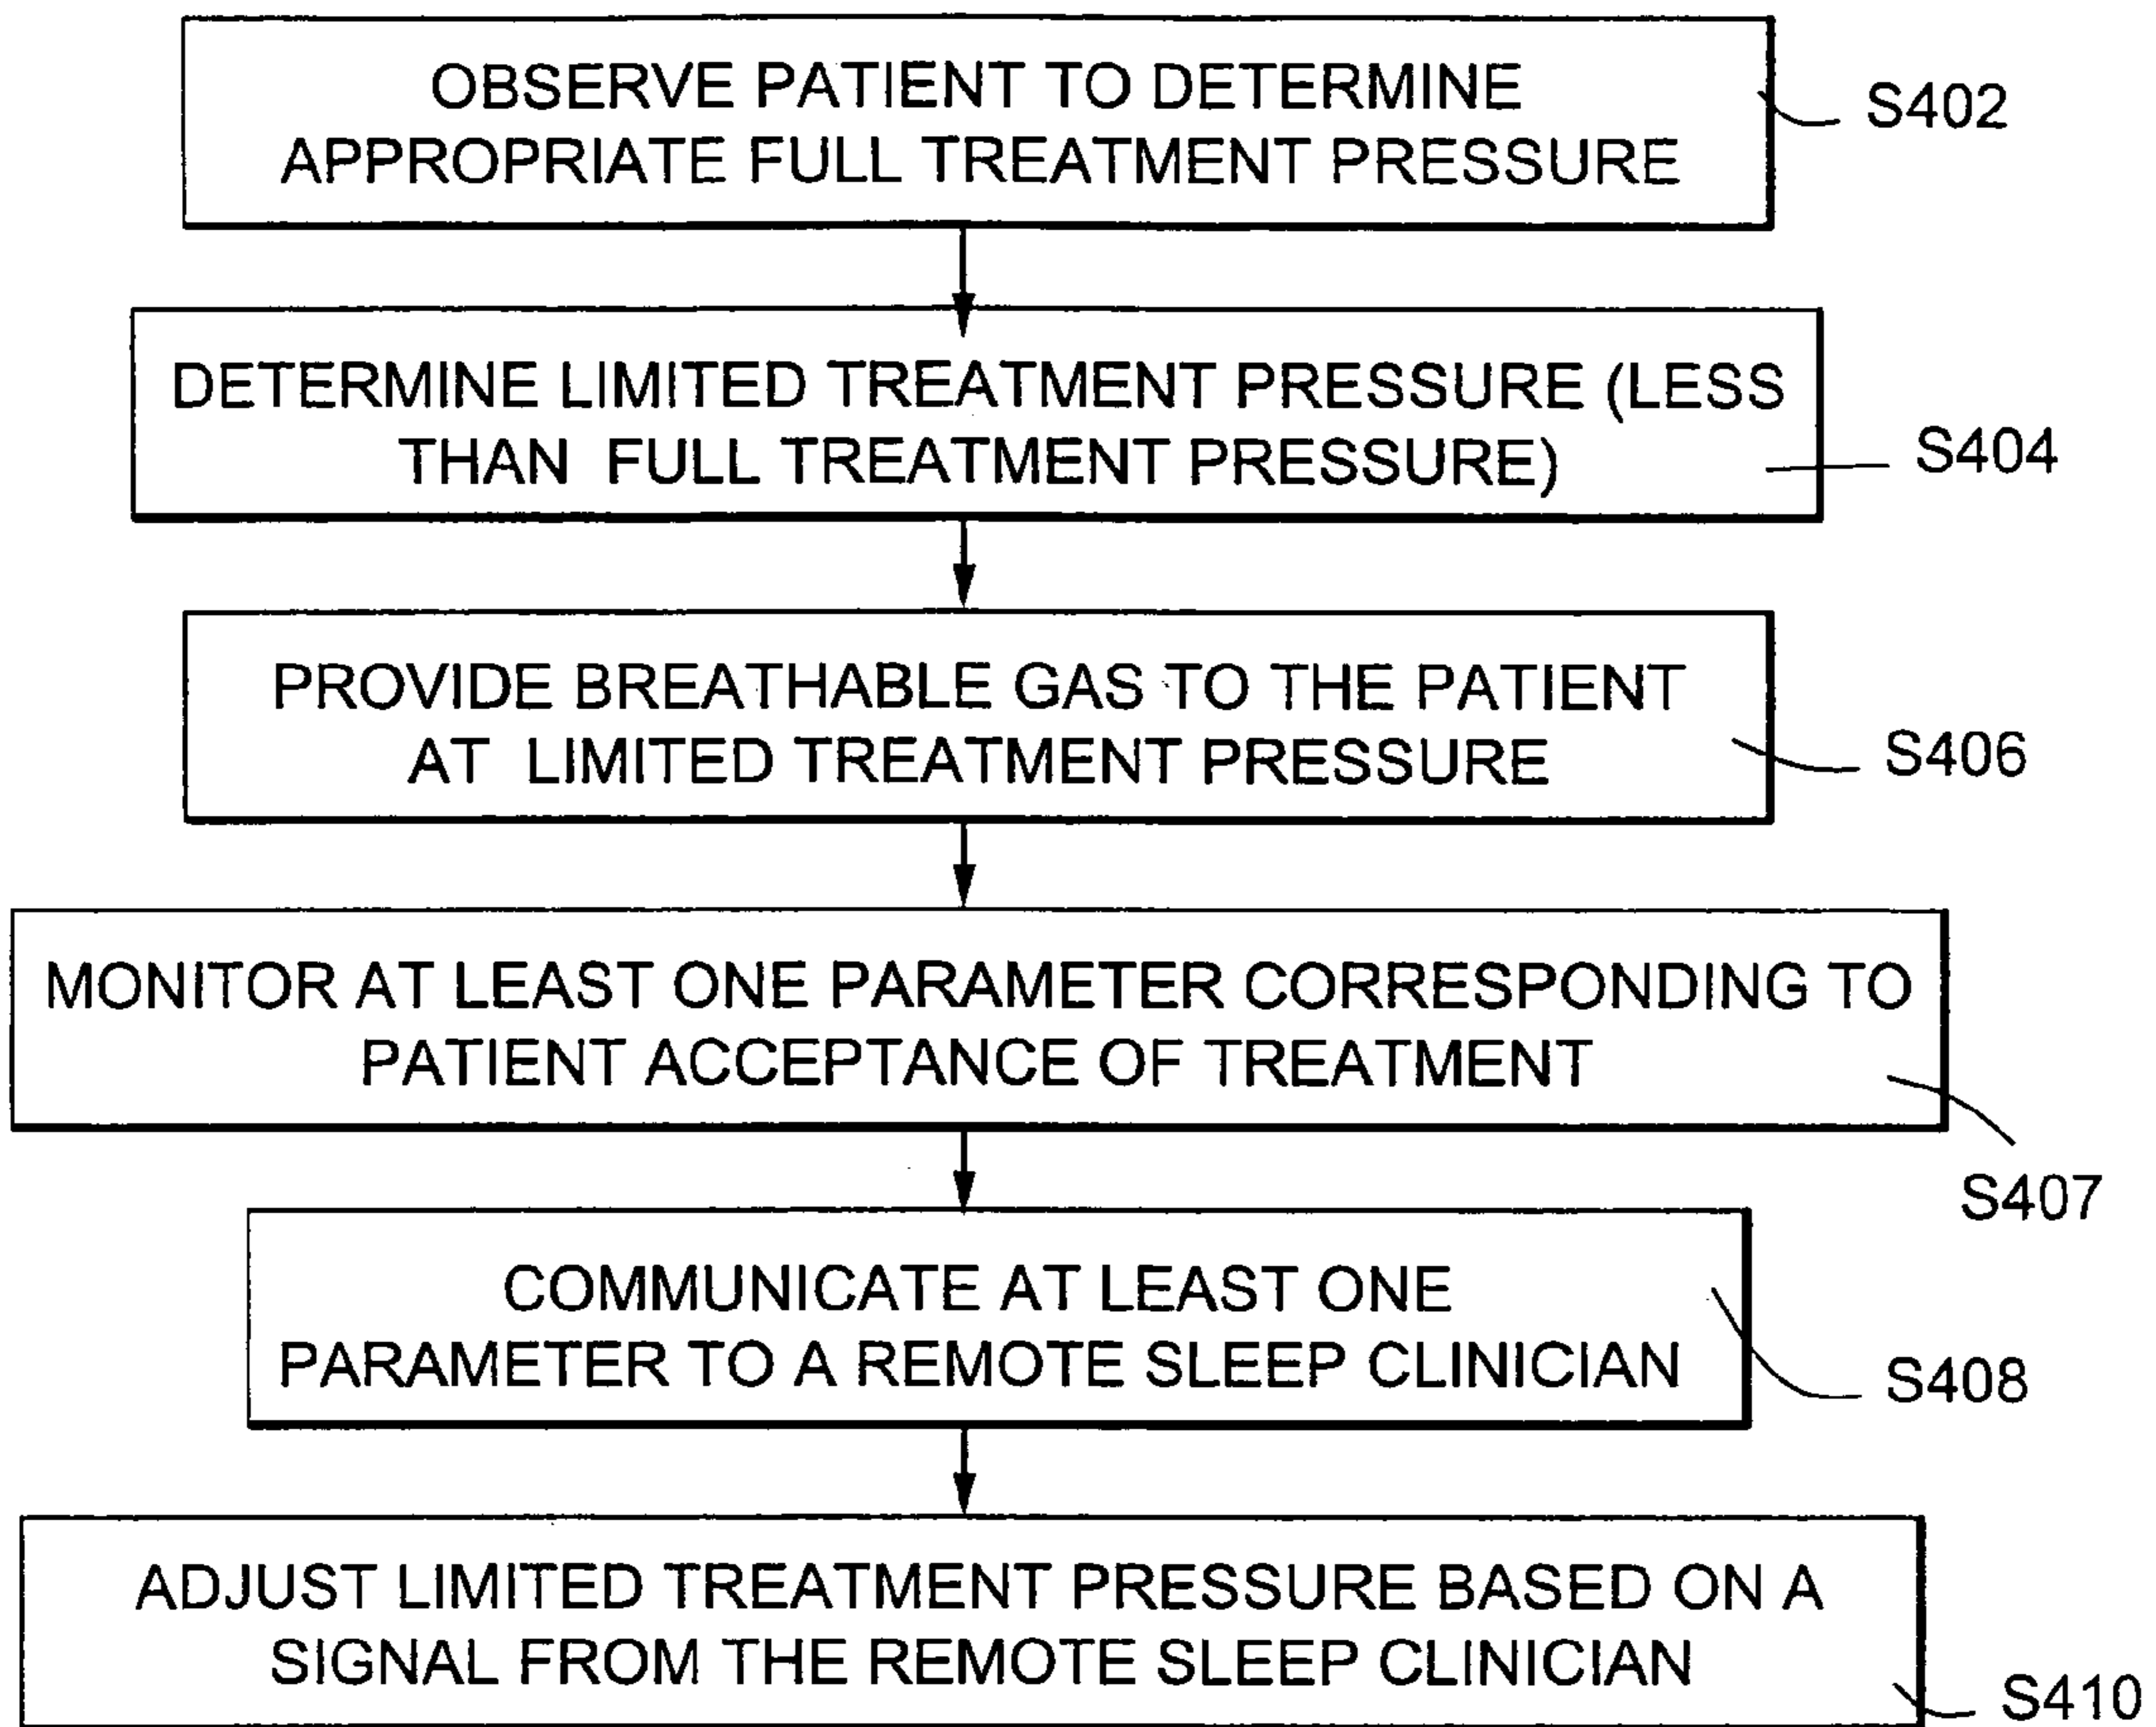 OBSERVE PATIENT TO DETERMINE
APPROPRIATE FULL TREATMENT PRESSURE
S402
DETERMINE LIMITED TREATMENT PRESSURE (LESS
THAN FULL TREATMENT PRESSURE)
S404
PROVIDE BREATHABLE GAS TO THE PATIENT
AT LIMITED TREATMENT PRESSURE
S406
MONITOR AT LEAST ONE PARAMETER CORRESPONDING TO
PATIENT ACCEPTANCE OF TREATMENT
S407
COMMUNICATE AT LEAST ONE
PARAMETER TO A REMOTE SLEEP CLINICIAN
S408
ADJUST LIMITED TREATMENT PRESSURE BASED ON A
SIGNAL FROM THE REMOTE SLEEP CLINICIAN
S410